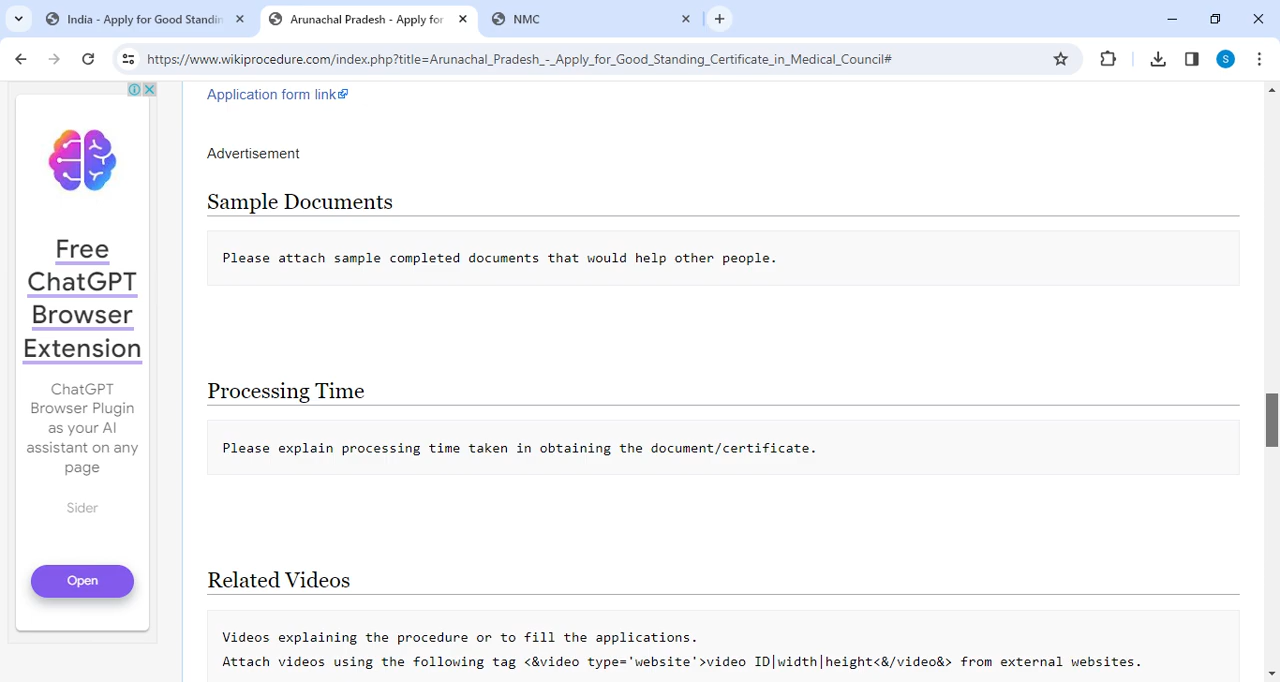 India - Apply for Good Standin
Arunachal Pradesh - Apply for
NMC
https://www.wikiprocedure.com/index.php?title=Arunachal_Pradesh_-_Apply_for_Good_Standing_Certificate_in_Medical_Council#
S
Application form link
Advertisement
Sample Documents
Please attach sample completed documents that would help other people.
Processing Time
Please explain processing time taken in obtaining the document/certificate.
Related Videos
Videos explaining the procedure or to fill the applications.
Attach videos using the following tag <&video type='website'>video ID|width|height<&/video&> from external websites.
Free
ChatGPT
Browser
Extension
ChatGPT
Browser Plugin
as your AI
assistant on any
page
Sider
Open